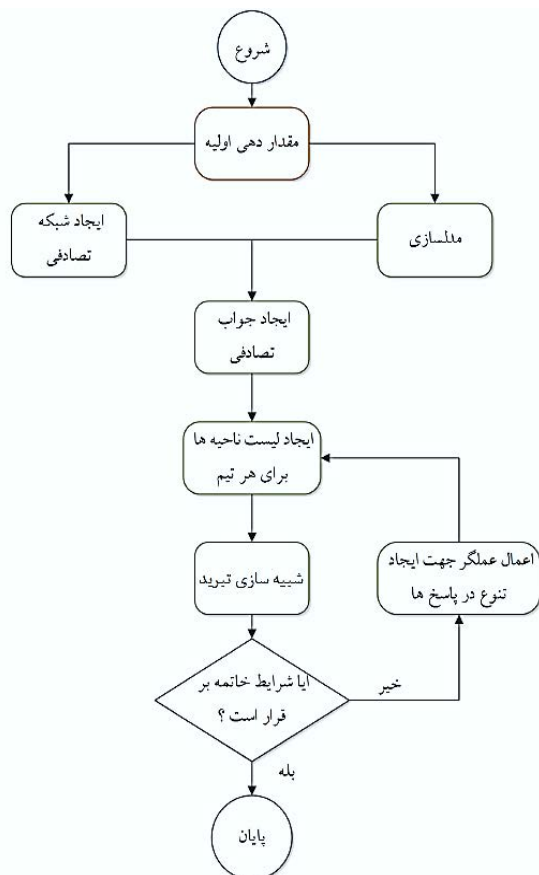 شروع
مقدار دهی اولیه
مدلسازی
ایجاد شبکه
تصادفی
ایجاد جواب
تصادفی
ایجاد لیست ناحیه ها
برای هر تیم
شبیه سازی تبرید
اعمال عملگر جهت ایجاد
تنوع در پاسخ ها
ایا شرایط خاتمه بر
قرار است ؟
خیر
بله
پایان